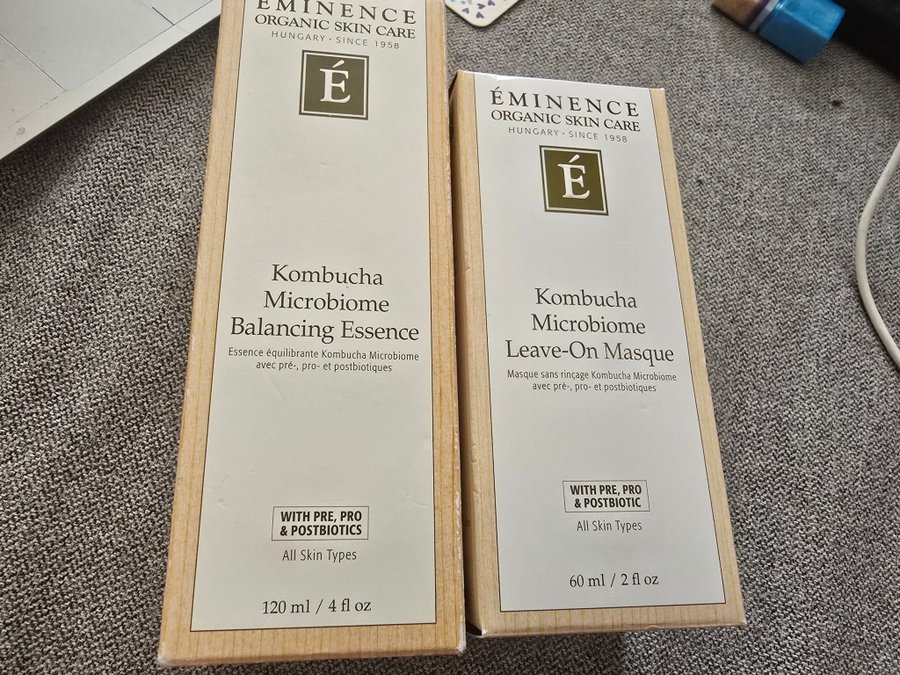 ÉMINENCE
ORGANIC SKIN CARE
HUNGARY · SINCE 1958
É
Kombucha
Microbiome
Balancing Essence
Essence équilibrante Kombucha Microbiome
avec pré-, pro- et postbiotiques
WITH PRE, PRO
& POSTBIOTICS
All Skin Types
120 ml / 4 fl oz
ÉMINENCE
ORGANIC SKIN CARE
HUNGARY · SINCE 1958
É
Kombucha
Microbiome
Leave-On Masque
Masque sans rinçage Kombucha Microbiome
avec pré-, pro- et postbiotiques
WITH PRE, PRO
& POSTBIOTIC
All Skin Types
60 ml / 2 fl oz